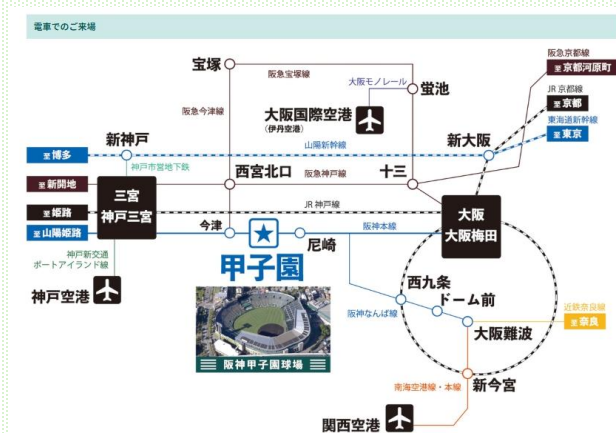 電車でのご来場
阪急京都線
至京都河原町
宝塚
阪急宝塚線
大阪モノレール
蛍池
JR 京都線
至京都
阪急今津線
大阪国際空港
(伊丹空港)
東海道新幹線
至東京
新神戸
新大阪
至博多
山陽新幹線
神戸市営地下鉄
西宮北口
十三
至新開地
阪急神戸線
三宮
神戸三宮
大阪
大阪梅田
至姫路
JR 神戸線
至山陽姫路
今津
尼崎
阪神本線
甲子園
神戸新交通
ポートアイランド線
神戸空港
西九条
ドーム前
阪神なんば線
大阪難波
近鉄奈良線
至奈良
阪神甲子園球場
新今宮
南海空港線・本線
関西空港